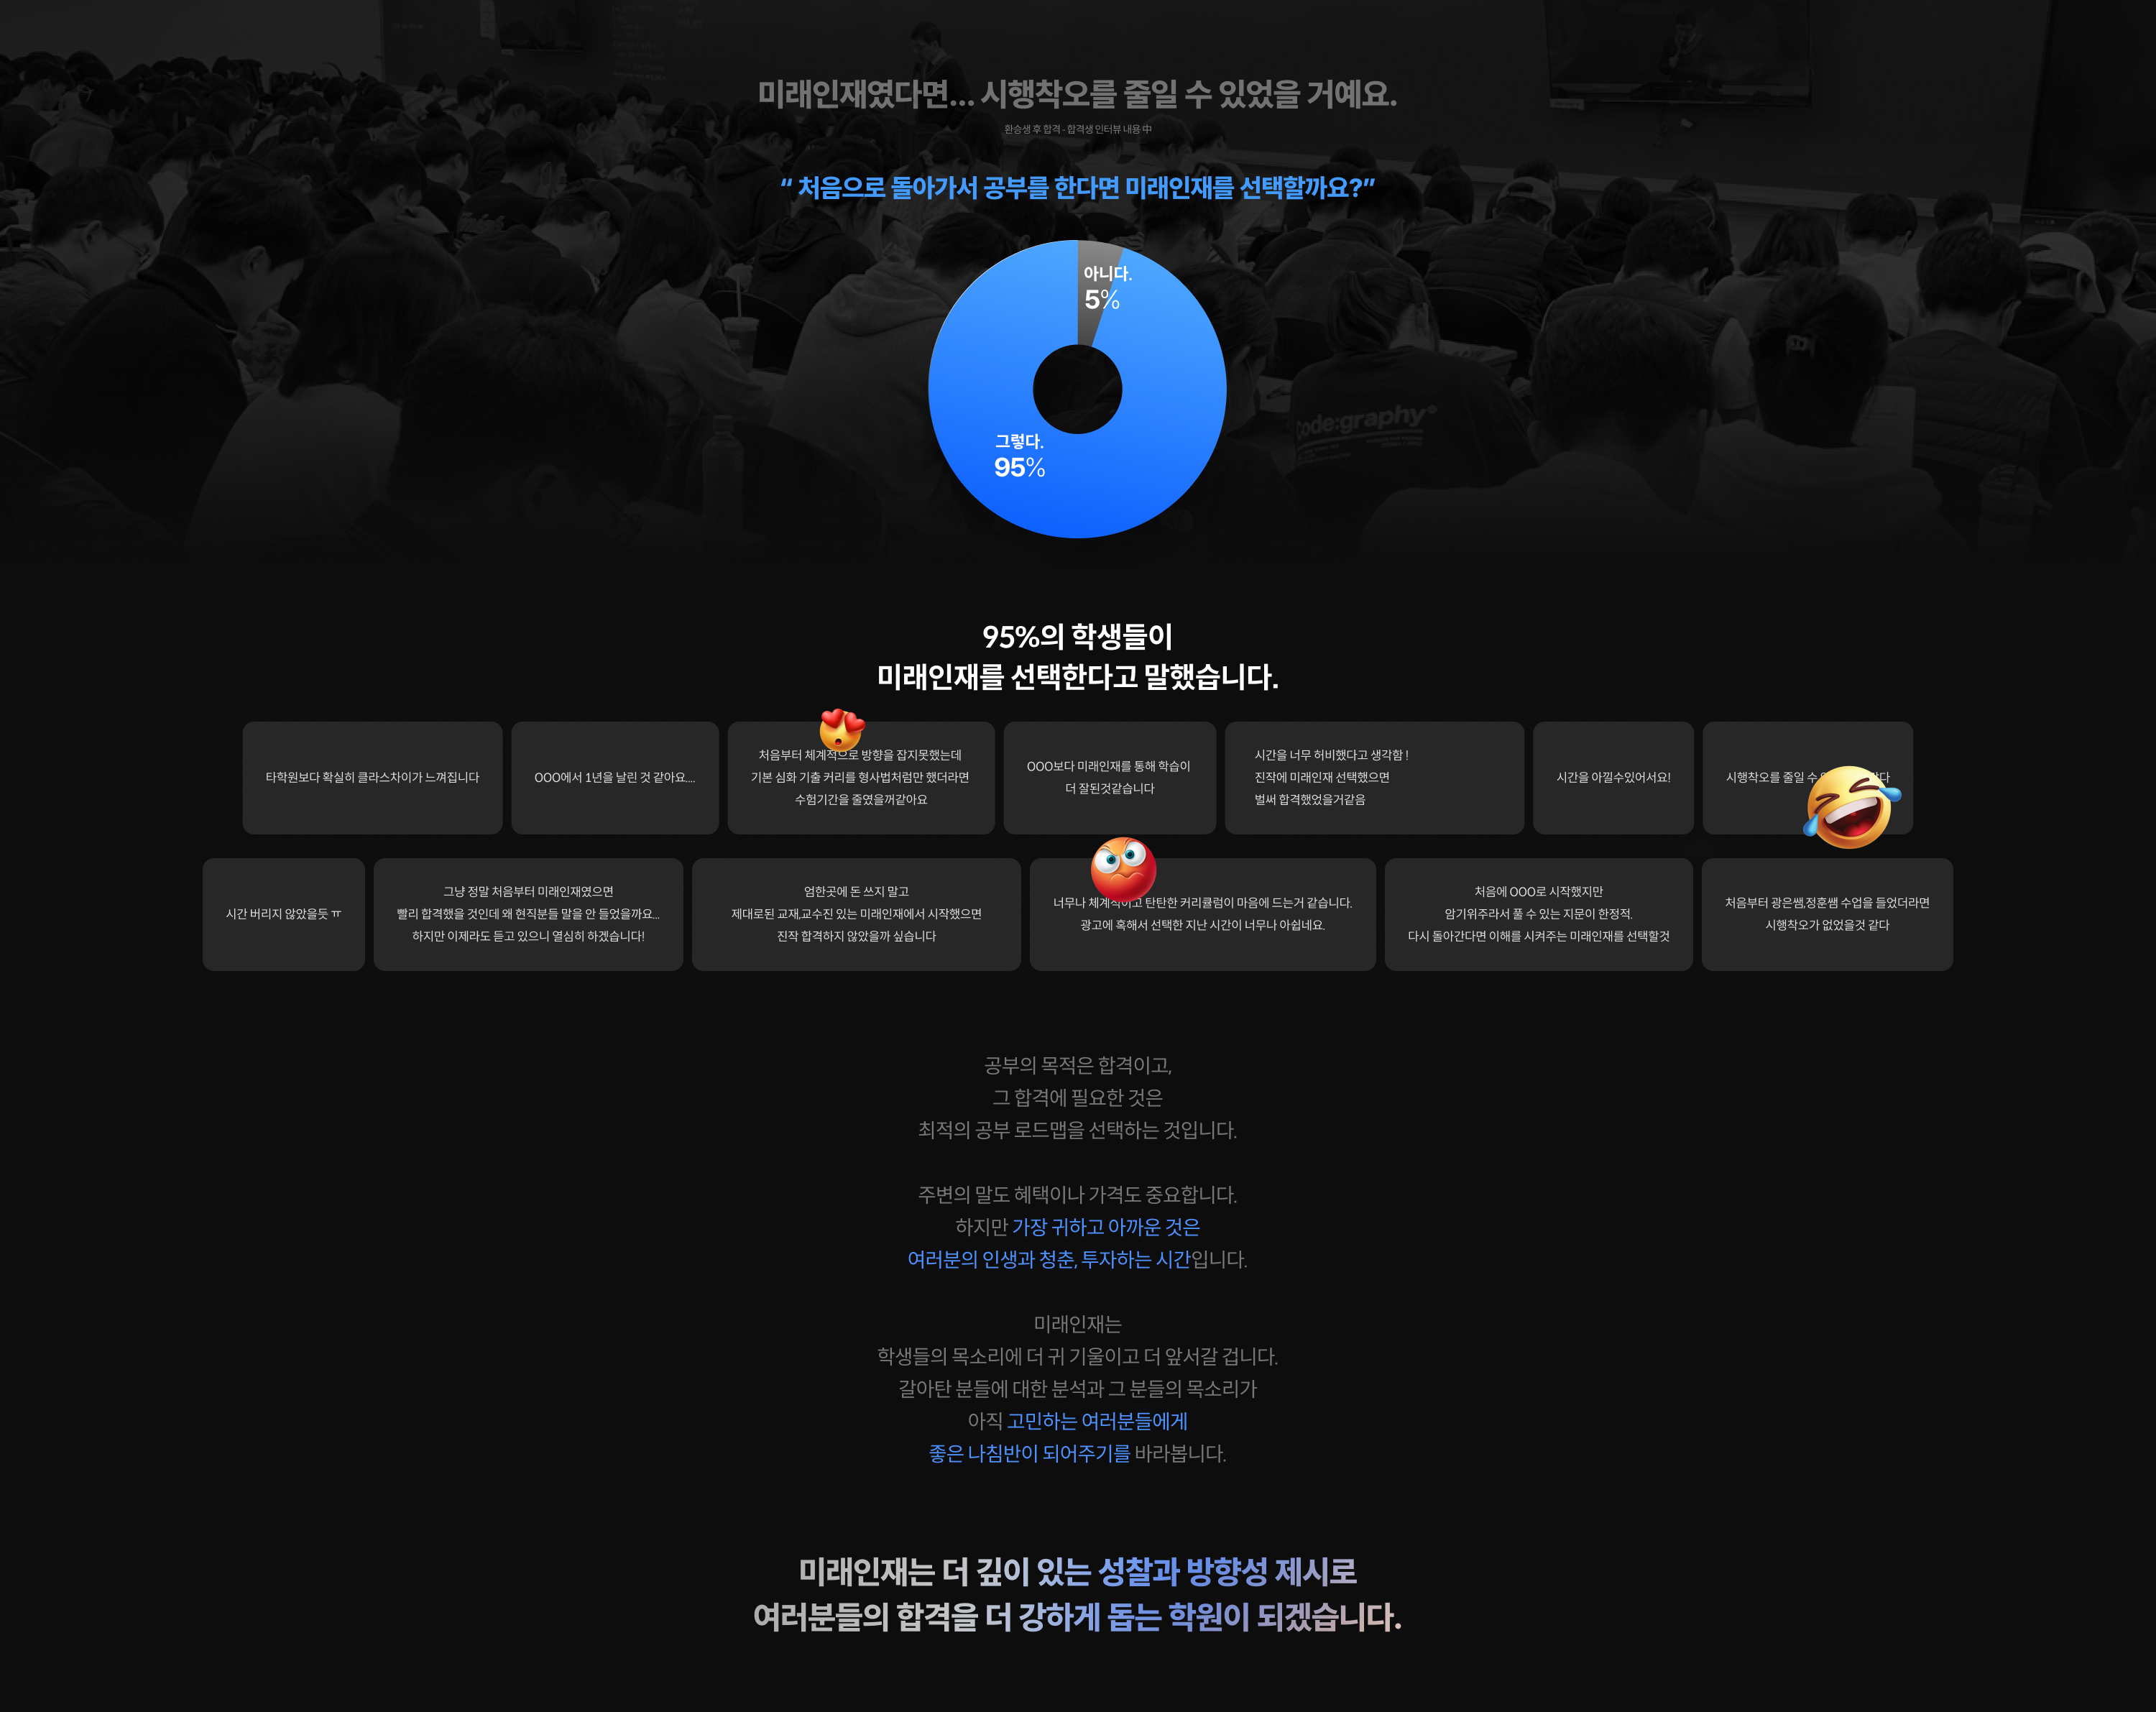 미래인재였다면... 시행착오를 줄일 수 있었을 거예요.
환승생 후 합격 - 합격생 인터뷰 내용 中
“ 처음으로 돌아가서 공부를 한다면 미래인재를 선택할까요?”
아니다.
5%
code:graphy
그렇다.
95%
95%의 학생들이
미래인재를 선택한다고 말했습니다.
타학원보다 확실히 클라스차이가 느껴집니다
OOO에서 1년을 날린 것 같아요....
처음부터 체계적으로 방향을 잡지못했는데
기본 심화 기출 커리를 형사법처럼만 했더라면
수험기간을 줄였을꺼같아요
OOO보다 미래인재를 통해 학습이
더 잘된것같습니다
시간을 너무 허비했다고 생각함 !
진작에 미래인재 선택했으면
벌써 합격했었을거같음
시간을 아낄수있어서요!
시행착오를 줄일 수
시간 버리지 않았을듯 ㅠ
그냥 정말 처음부터 미래인재였으면
빨리 합격했을 것인데 왜 현직분들 말을 안 들었을까요...
하지만 이제라도 듣고 있으니 열심히 하겠습니다!
엄한곳에 돈 쓰지 말고
제대로된 교재,교수진 있는 미래인재에서 시작했으면
진작 합격하지 않았을까 싶습니다
너무나 체계적이고 탄탄한 커리큘럼이 마음에 드는거 같습니다.
광고에 혹해서 선택한 지난 시간이 너무나 아쉽네요.
처음에 OOO로 시작했지만
암기위주라서 풀 수 있는 지문이 한정적.
다시 돌아간다면 이해를 시켜주는 미래인재를 선택할것
처음부터 광은쌤,정훈쌤 수업을 들었더라면
시행착오가 없었을것 같다
공부의 목적은 합격이고,
그 합격에 필요한 것은
최적의 공부 로드맵을 선택하는 것입니다.
주변의 말도 혜택이나 가격도 중요합니다.
하지만 가장 귀하고 아까운 것은
여러분의 인생과 청춘, 투자하는 시간입니다.
미래인재는
학생들의 목소리에 더 귀 기울이고 더 앞서갈 겁니다.
갈아탄 분들에 대한 분석과 그 분들의 목소리가
아직 고민하는 여러분들에게
좋은 나침반이 되어주기를 바라봅니다.
미래인재는 더 깊이 있는 성찰과 방향성 제시로
여러분들의 합격을 더 강하게 돕는 학원이 되겠습니다.